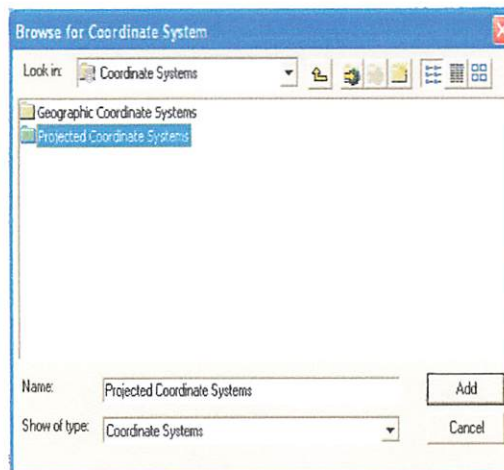 Browse for Coordinate System
Look in: Coordinate Systems
Geographic Coordinate Systems
Projected Coordinate Systems
Name: Projected Coordinate Systems Add
Show of type: Coordinate Systems Cancel